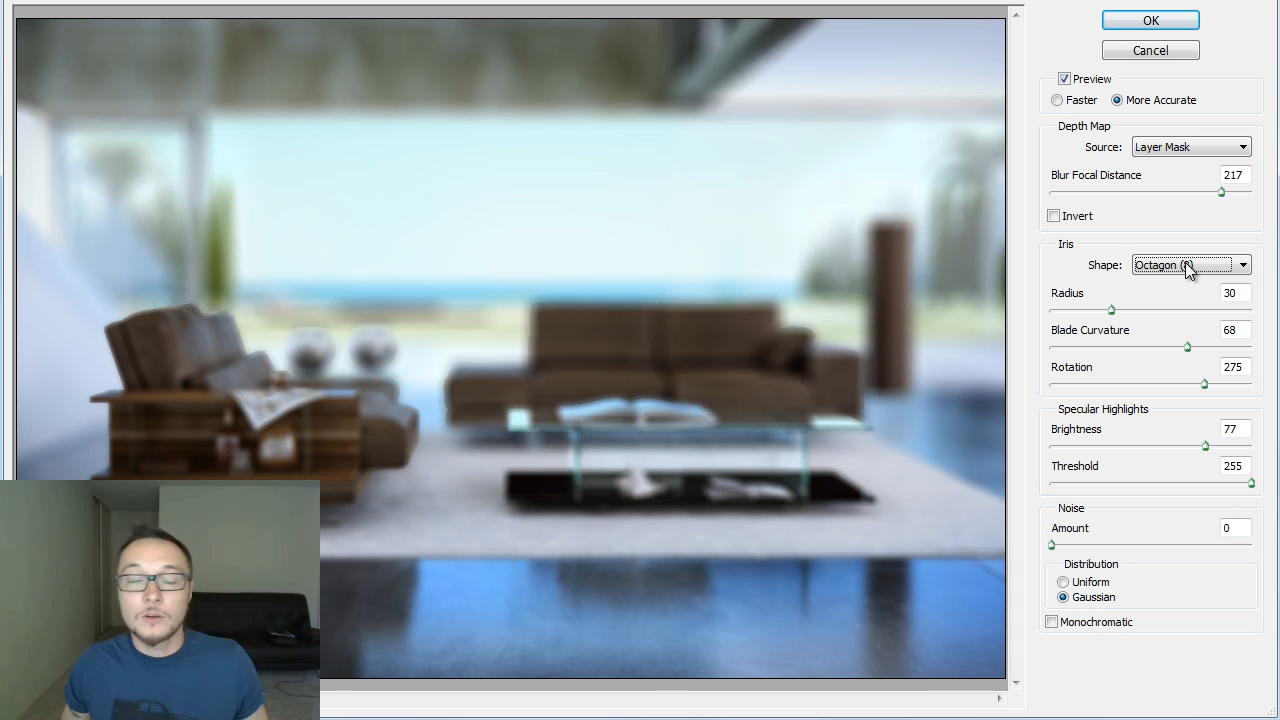 OK
Cancel
Preview
Faster More Accurate
Depth Map
Source: Layer Mask
Blur Focal Distance 217
Invert
Iris
Shape: Octagon
Radius 30
Blade Curvature 68
Rotation 275
Specular Highlights
Brightness 77
Threshold 255
Noise
Amount 0
Distribution
Uniform
Gaussian
Monochromatic